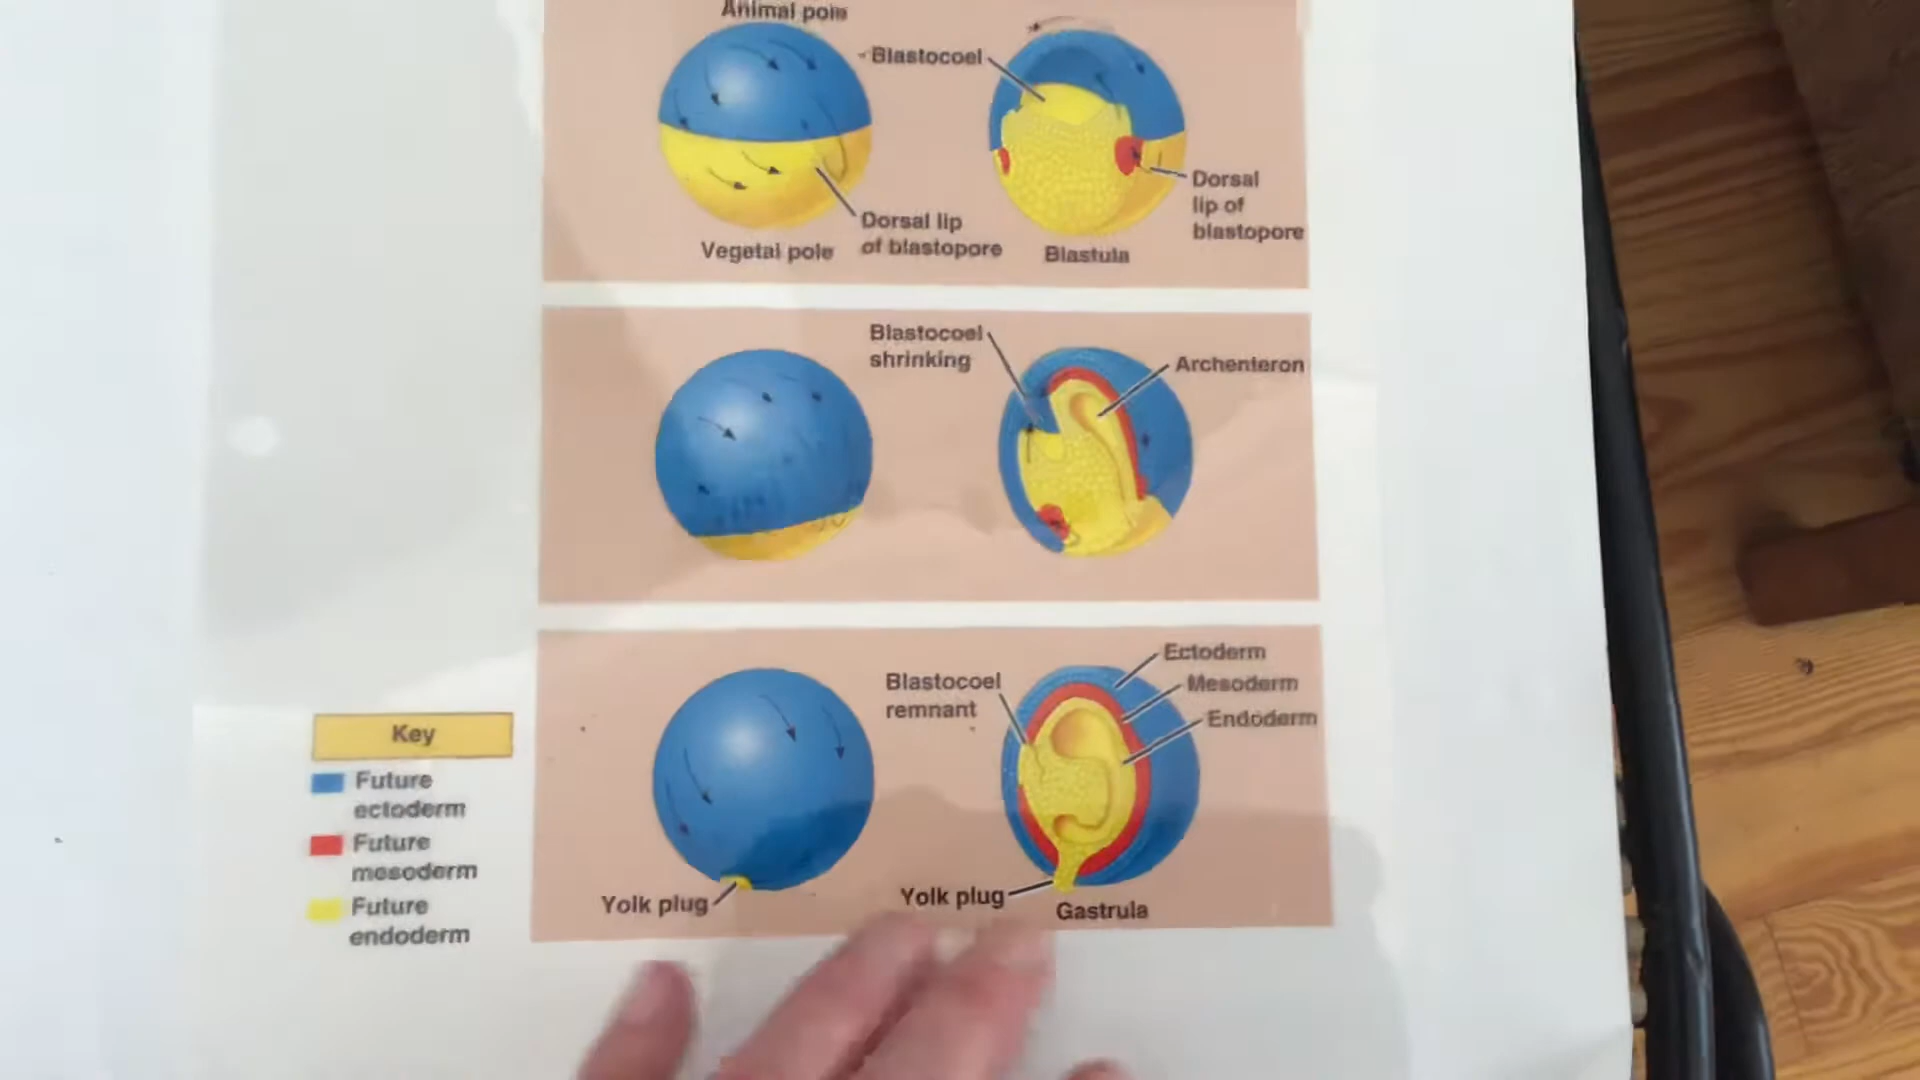 Animal pole
Blastocoel
Dorsal lip
of blastopore
Vegetal pole
Dorsal
lip of
blastopore
Blastula
Blastocoel
shrinking
Archenteron
Ectoderm
Mesoderm
Endoderm
Blastocoel
remnant
Yolk plug
Yolk plug
Gastrula
Key
Future
ectoderm
Future
mesoderm
Future
endoderm